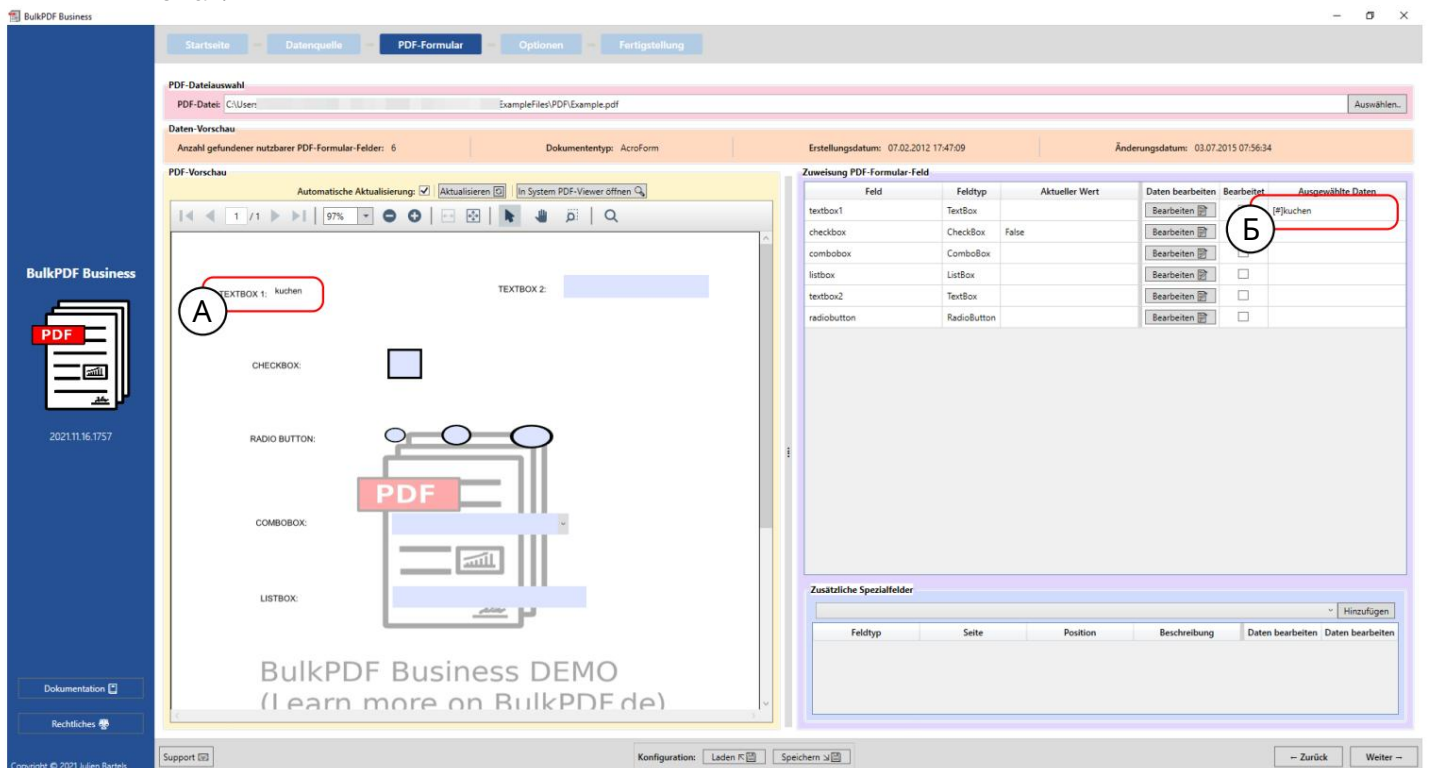 BulkPDF Business
Startseite
Datenquelle
PDF-Formular
Optionen
Fertigstellung
PDF-Dateiauswahl
PDF-Datei: C:\Users ExampleFiles\PDF\Example.pdf Auswählen..
Daten-Vorschau
Anzahl gefundener nutzbarer PDF-Formular-Felder: 6 Dokumententyp: AcroForm Erstellungsdatum: 07.02.2012 17:47:09 Änderungsdatum: 03.07.2015 07:56:34
PDF-Vorschau
Automatische Aktualisierung: Aktualisieren In System PDF-Viewer öffnen
1 /1 97%
TEXTBOX 1: kuchen TEXTBOX 2:
А
CHECKBOX:
RADIO BUTTON:
PDF
COMBOBOX:
LISTBOX:
BulkPDF Business DEMO
(Learn more on BulkPDF.de)
Zuweisung PDF-Formular-Feld
Feld Feldtyp Aktueller Wert Daten bearbeiten Bearbeitet Ausgewählte Daten
textbox1 TextBox Bearbeiten [#]kuchen
Б
checkbox CheckBox False Bearbeiten
combobox ComboBox Bearbeiten
listbox ListBox Bearbeiten
textbox2 TextBox Bearbeiten
radiobutton RadioButton Bearbeiten
Zusätzliche Spezialfelder
Hinzufügen
Feldtyp Seite Position Beschreibung Daten bearbeiten Daten bearbeiten
BulkPDF Business
PDF
2021.11.16.1757
Dokumentation
Rechtliches
Copyright © 2021 Julien Bartels
Support Konfiguration: Laden Speichern ← Zurück Weiter →